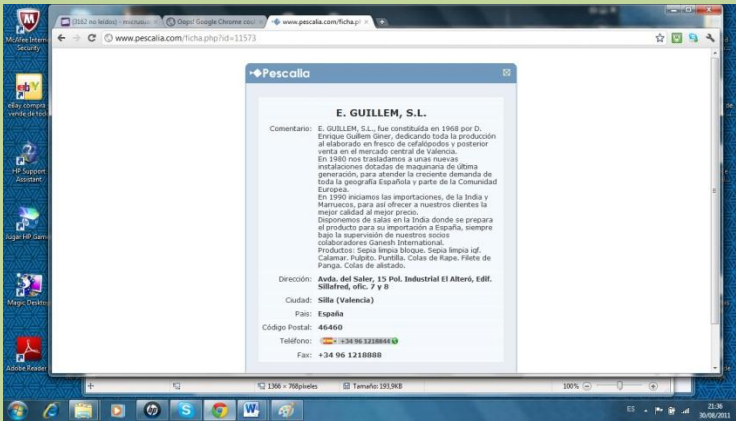 (3162 no leídos) - microsus
Oops! Google Chrome coul
www.pescalia.com/ficha.p
www.pescalia.com/ficha.php?id=11573
McAfee Intern
Security
eBay compra
vende de todo
HP Support
Assistant
Jugar HP Gam
Magic Desktop
Adobe Reader
Pescalia
E. GUILLEM, S.L.
Comentario: E. GUILLEM, S.L., fue constituida en 1968 por D.
Enrique Guillem Giner, dedicando toda la producción
al elaborado en fresco de cefalópodos y posterior
venta en el mercado central de Valencia.
En 1980 nos trasladamos a unas nuevas
instalaciones dotadas de maquinaria de última
generación, para atender la creciente demanda de
toda la geografía Española y parte de la Comunidad
Europea.
En 1990 iniciamos las importaciones, de la India y
Marruecos, para así ofrecer a nuestros clientes la
mejor calidad al mejor precio.
Disponemos de salas en la India donde se prepara
el producto para su importación a España, siempre
bajo la supervisión de nuestros socios
colaboradores Ganesh International.
Productos: Sepia limpia bloque. Sepia limpia iqf.
Calamar. Pulpito. Puntilla. Colas de Rape. Filete de
Panga. Colas de alistado.
Dirección: Avda. del Saler, 15 Pol. Industrial El Alteró, Edif.
Sillafred, ofic. 7 y 8
Ciudad: Silla (Valencia)
Pais: España
Código Postal: 46460
Teléfono: +34 96 1218844
Fax: +34 96 1218888
1366 × 768píxeles
Tamaño: 193,9KB
100%
ES
21:36
30/08/2011